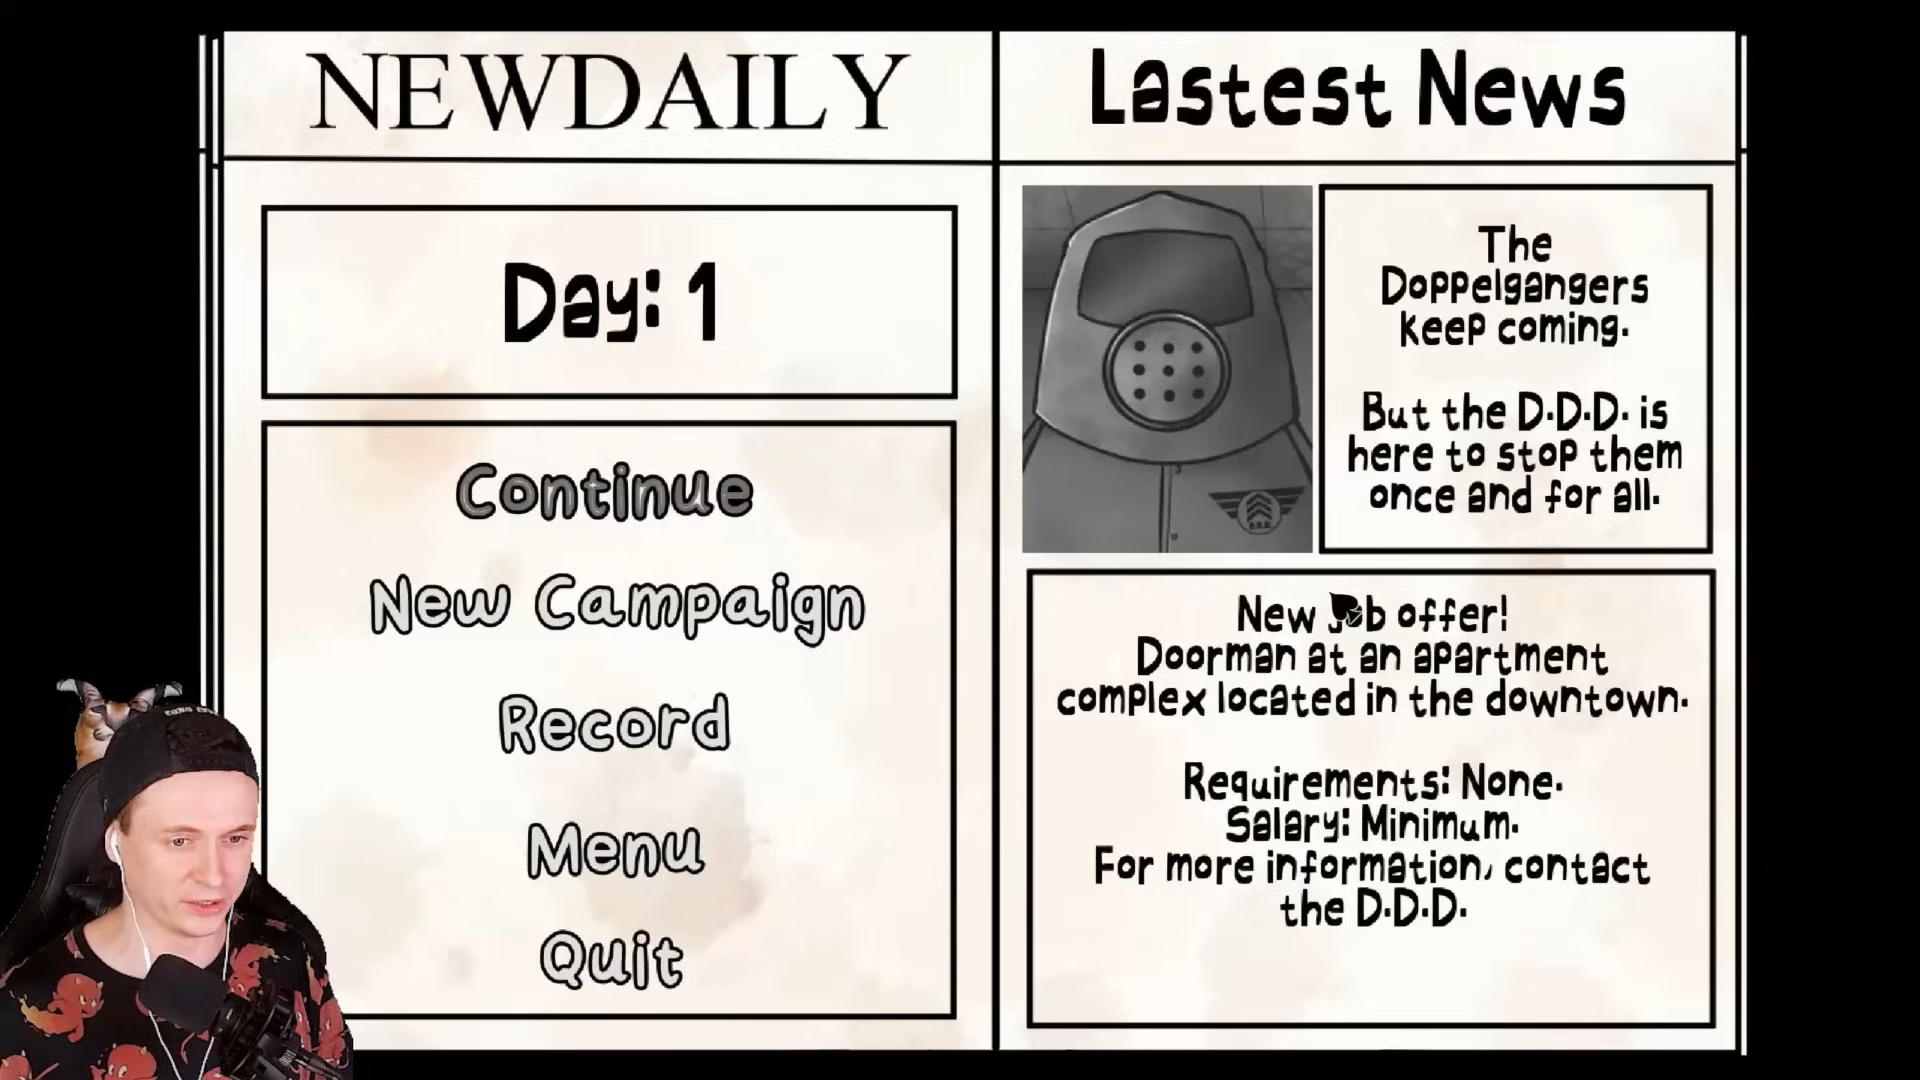 NEWDAILY
Day: 1
Continue
New Campaign
Record
Menu
Quit
Lastest News
The
Doppelgangers
keep coming.
But the D.D.D. is
here to stop them
once and for all.
D.D.D.
New offer!
Doorman at an apartment
complex located in the downtown.
Requirements: None.
Salary: Minimum.
For more information, contact
the D.D.D.